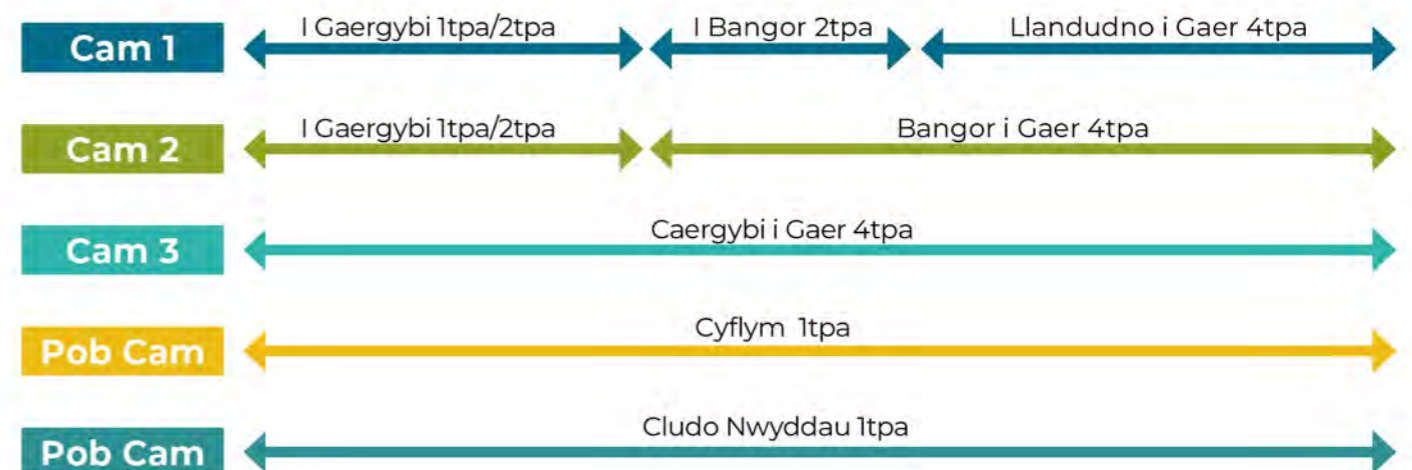 Cam 1 I Gaergybi 1tpa/2tpa I Bangor 2tpa Llandudno i Gaer 4tpa
Cam 2 I Gaergybi 1tpa/2tpa Bangor i Gaer 4tpa
Cam 3 Caergybi i Gaer 4tpa
Pob Cam Cyflym 1tpa
Pob Cam Cludo Nwyddau 1tpa